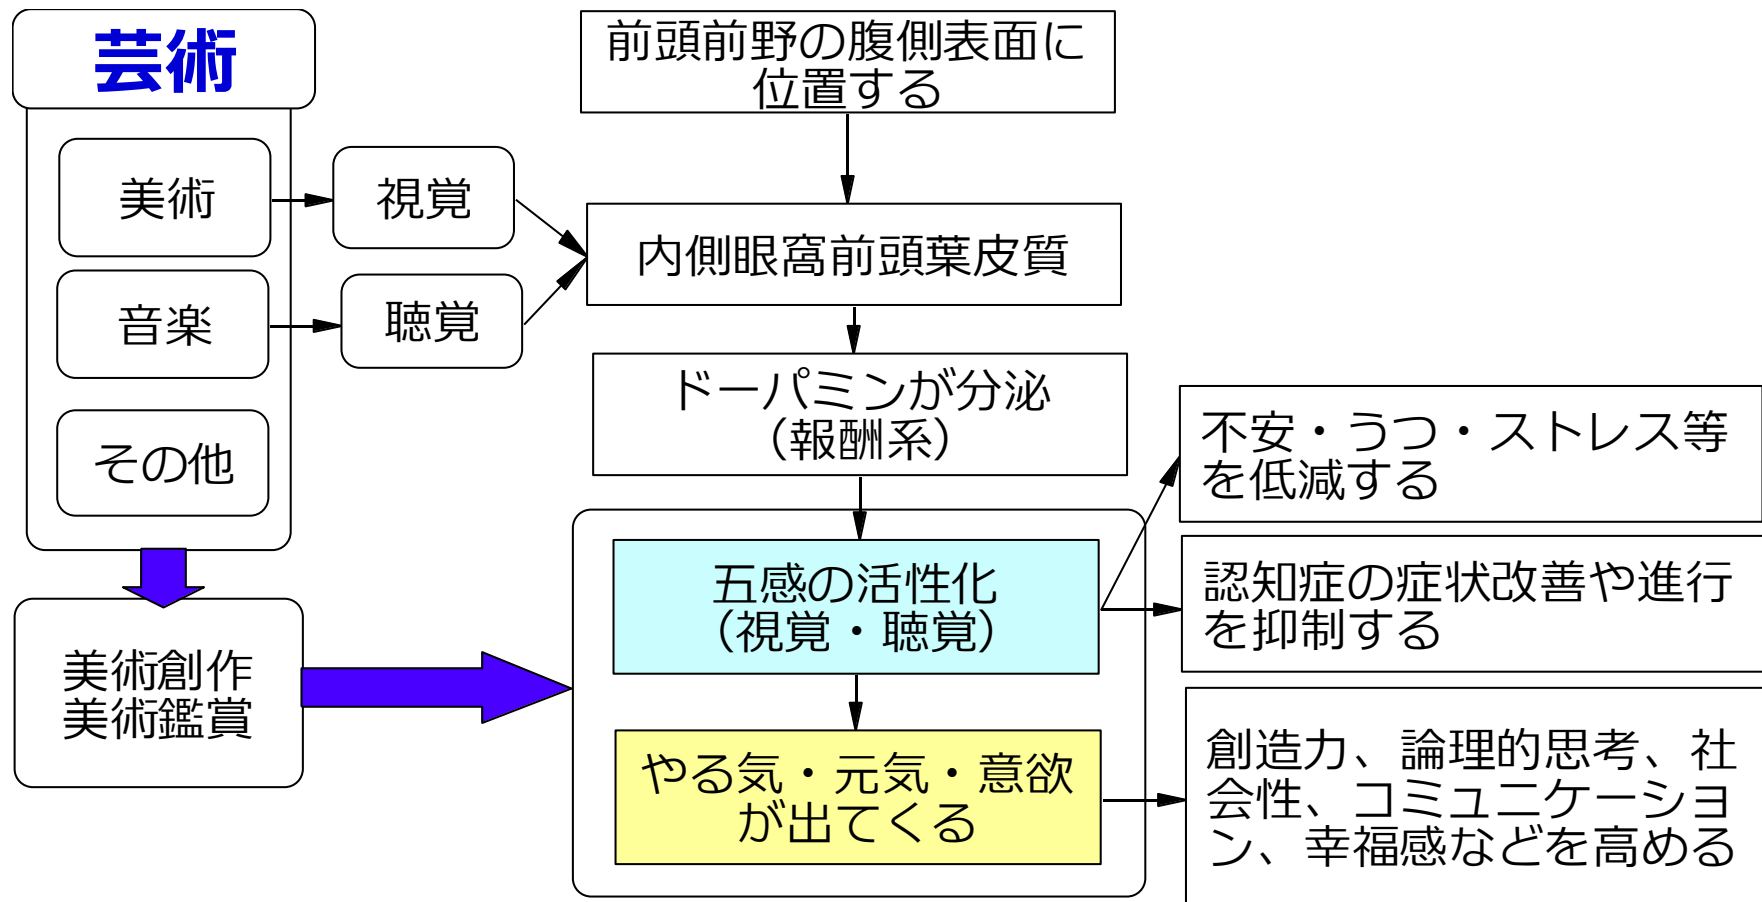 芸術
美術
音楽
その他
視覚
聴覚
美術創作
美術鑑賞
前頭前野の腹側表面に
位置する
内側眼窩前頭葉皮質
ドーパミンが分泌
（報酬系）
五感の活性化
（視覚・聴覚）
やる気・元気・意欲
が出てくる
不安・うつ・ストレス等
を低減する
認知症の症状改善や進行
を抑制する
創造力、論理的思考、社
会性、コミュニケーショ
ン、幸福感などを高める